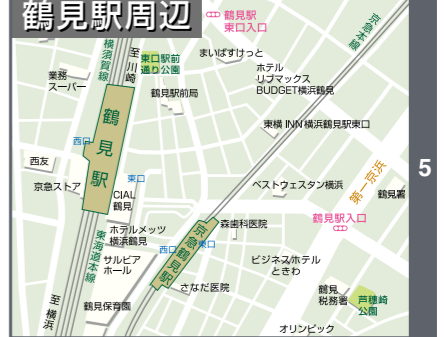 鶴見駅周辺
鶴見駅
東口入口
京急本線
横須賀線
至川崎
東口駅前
通り公園
まいばすけっと
業務
スーパー
ホテル
リブマックス
BUDGET横浜鶴見
鶴見駅前局
鶴見駅
東横INN横浜鶴見駅東口
西口
西友
東口
京急ストア
CIAL
鶴見
ベストウェスタン横浜
第一京浜
鶴見署
5
ホテルメッツ
横浜鶴見
東海道本線
サルビア
ホール
西口
東口
京急鶴見駅
森歯科医院
鶴見駅入口
ビジネスホテル
ときわ
至横浜
さなだ医院
鶴見
税務署
芦穂崎
公園
鶴見保育園
オリンピック